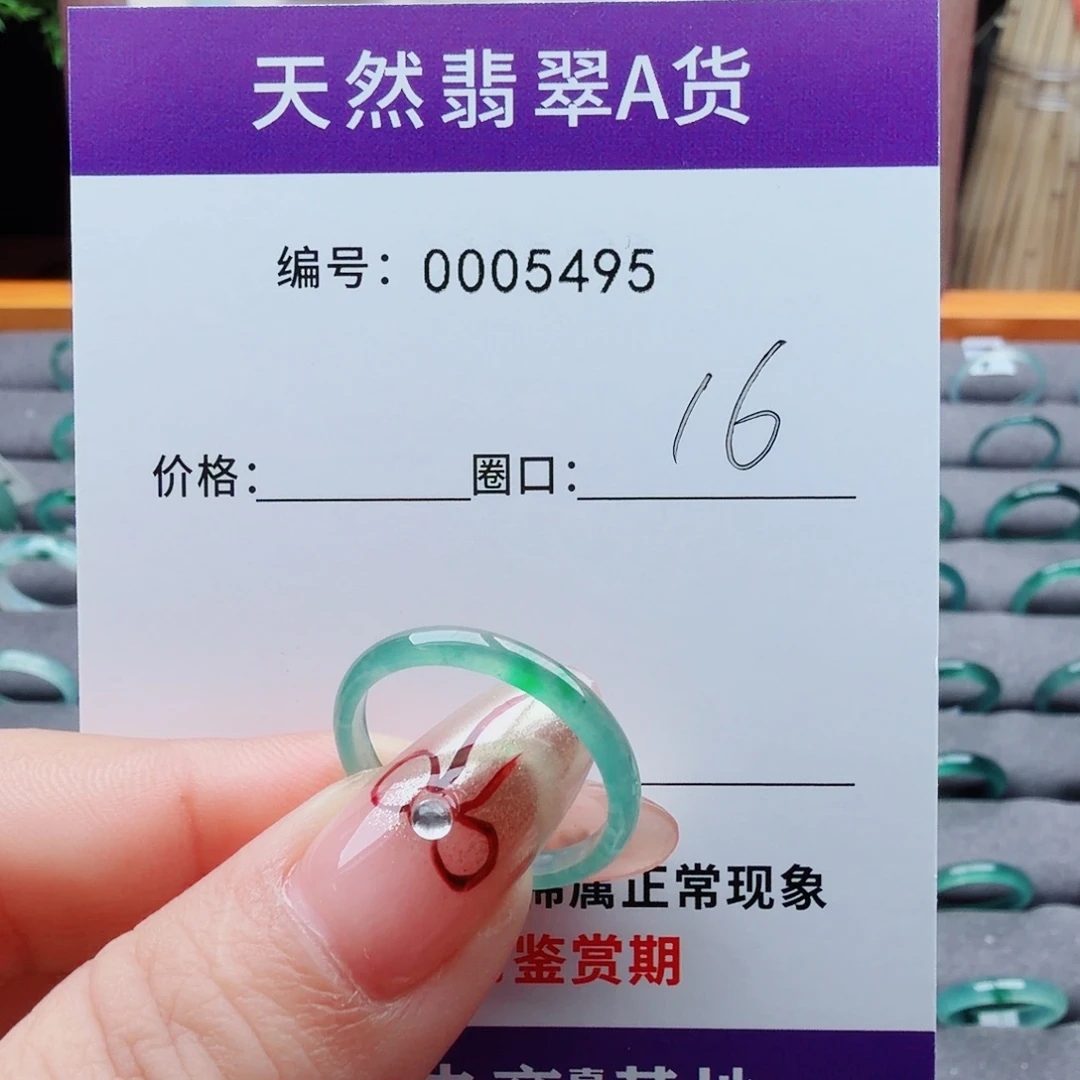 天然翡翠A货
编号：0005495
价格： 圈口：16
属正常现象
鉴赏期